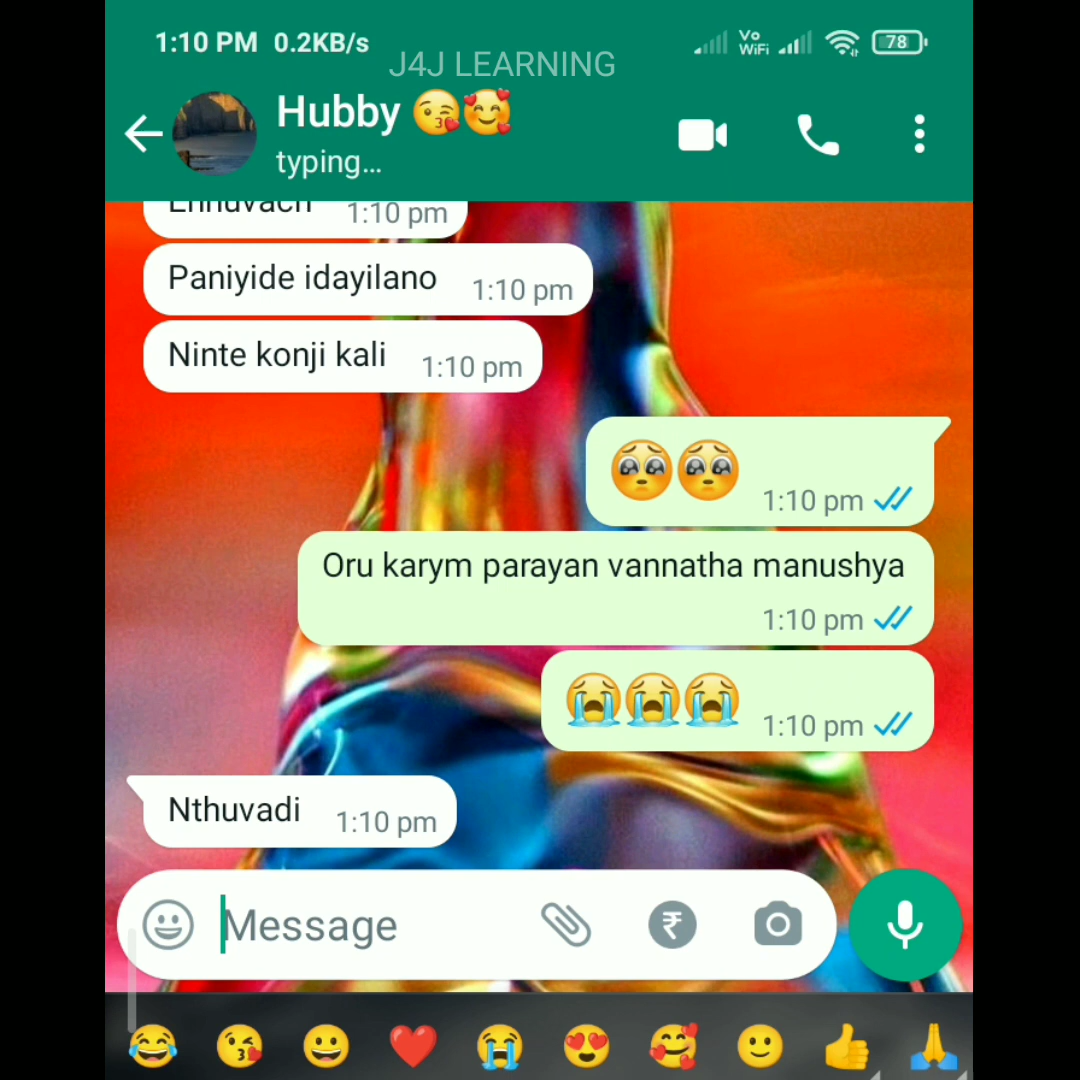 1:10 PM 0.2KB/s Vo WiFi 78
J4J LEARNING
Hubby 😘🥰
typing...
1:10 pm
Paniyide idayilano 1:10 pm
Ninte konji kali 1:10 pm
🥺🥺 1:10 pm
Oru karym parayan vannatha manushya
1:10 pm
😭😭😭 1:10 pm
Nthuvadi 1:10 pm
Message